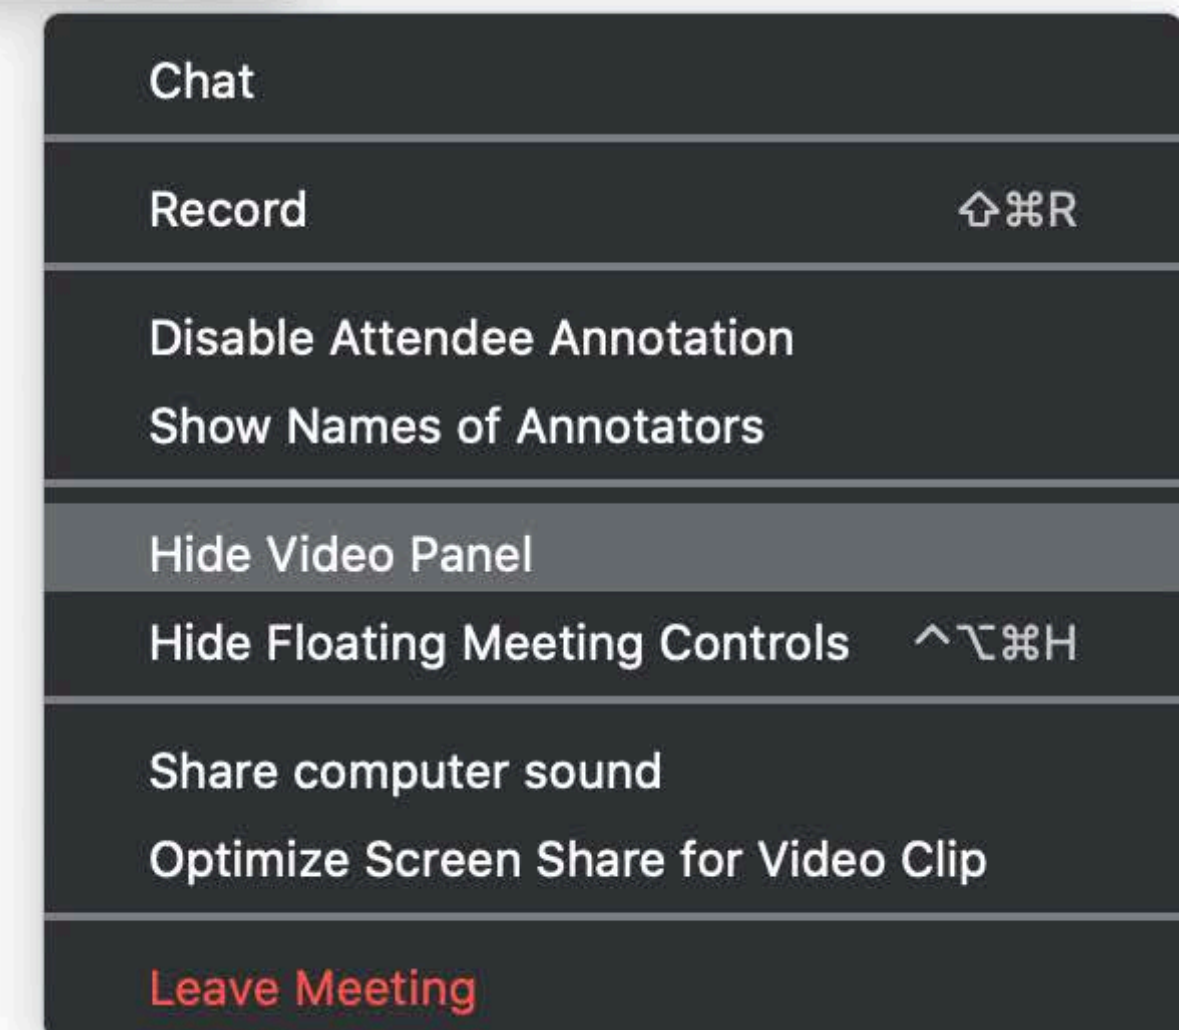 Chat
Record ⇧⌘R
Disable Attendee Annotation
Show Names of Annotators
Hide Video Panel
Hide Floating Meeting Controls ^⌥⌘H
Share computer sound
Optimize Screen Share for Video Clip
Leave Meeting